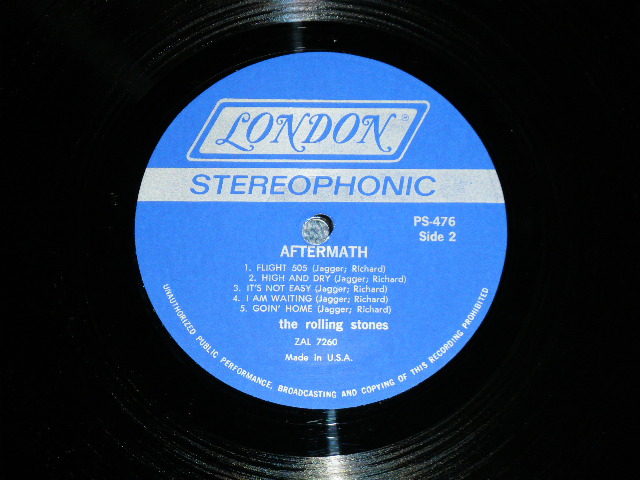 LONDON®
STEREOPHONIC
PS-476
Side 2
AFTERMATH
1. FLIGHT 505 (Jagger; Richard)
2. HIGH AND DRY (Jagger; Richard)
3. IT'S NOT EASY (Jagger; Richard)
4. I AM WAITING (Jagger; Richard)
5. GOIN' HOME (Jagger; Richard)
the rolling stones
ZAL 7260
Made in U.S.A.
UNAUTHORIZED PUBLIC PERFORMANCE, BROADCASTING AND COPYING OF THIS RECORDING PROHIBITED